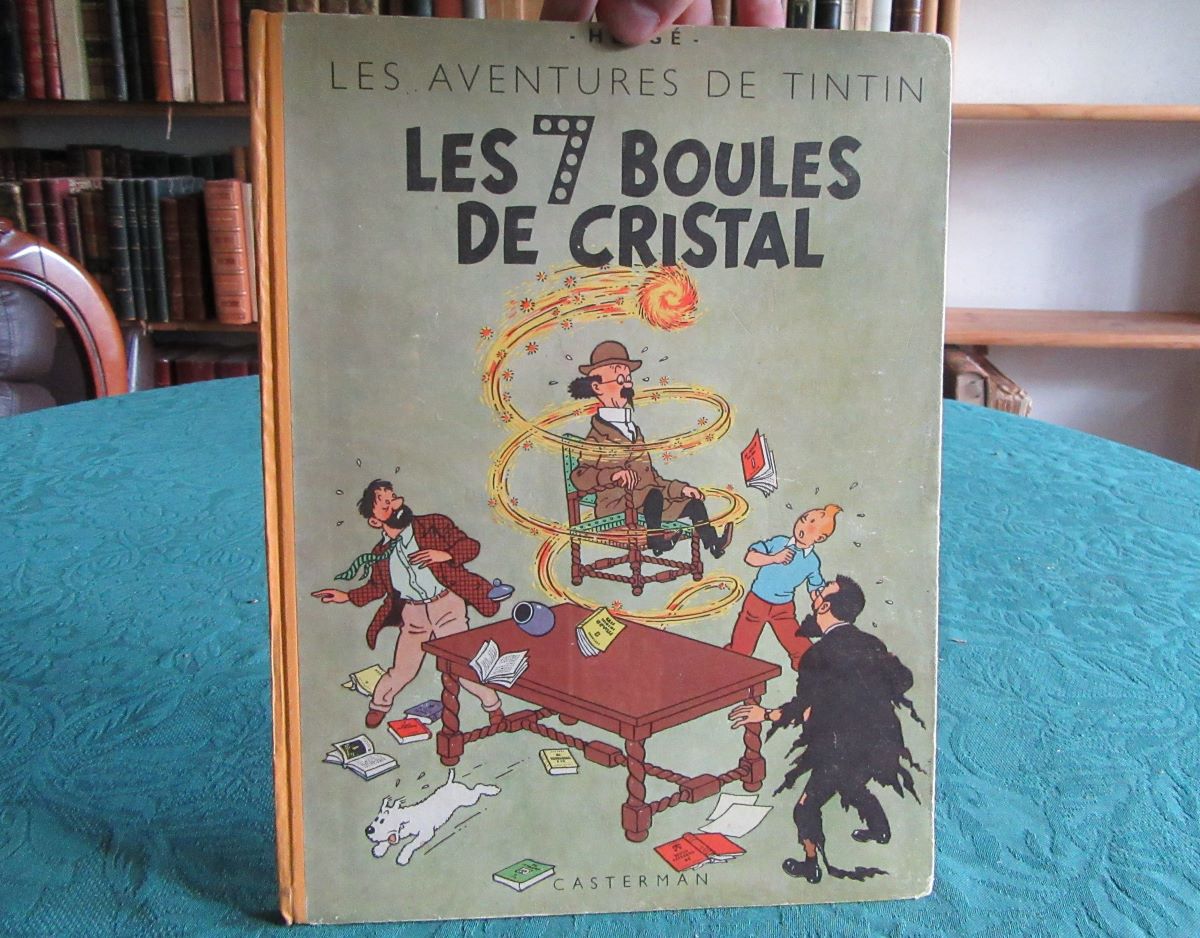 - HERGÉ -
LES AVENTURES DE TINTIN
LES 7 BOULES
DE CRISTAL
CASTERMAN